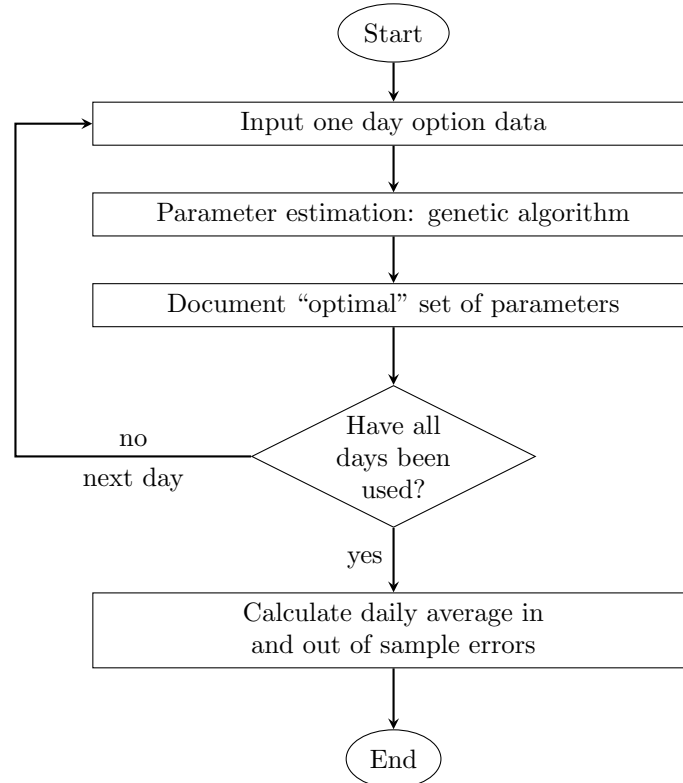 Start
Input one day option data
Parameter estimation: genetic algorithm
Document “optimal” set of parameters
Have all
days been
used?
no
next day
yes
Calculate daily average in
and out of sample errors
End